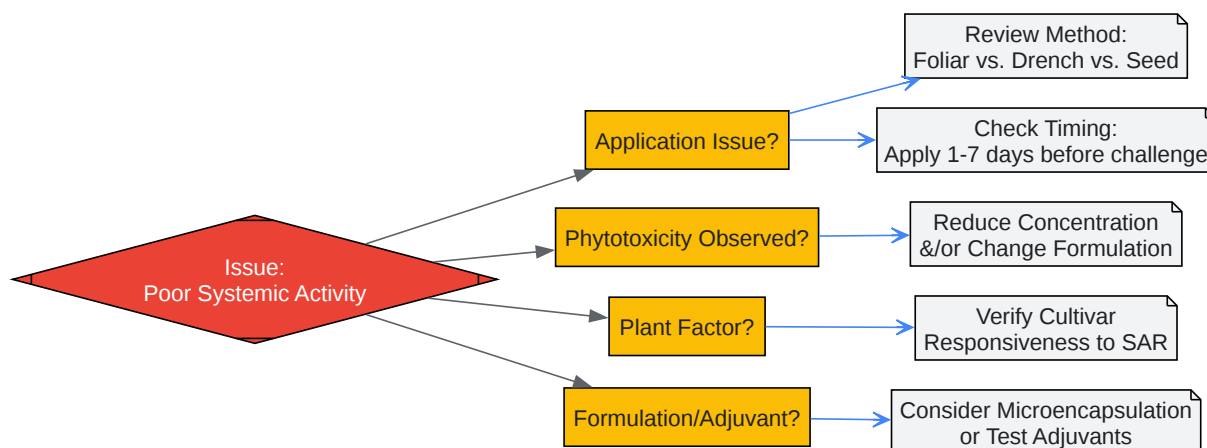 Issue:
Poor Systemic Activity
Application Issue?
Review Method:
Foliar vs. Drench vs. Seed
Check Timing:
Apply 1-7 days before challenge
Phytotoxicity Observed?
Reduce Concentration
&/or Change Formulation
Plant Factor?
Verify Cultivar
Responsiveness to SAR
Formulation/Adjuvant?
Consider Microencapsulation
or Test Adjuvants